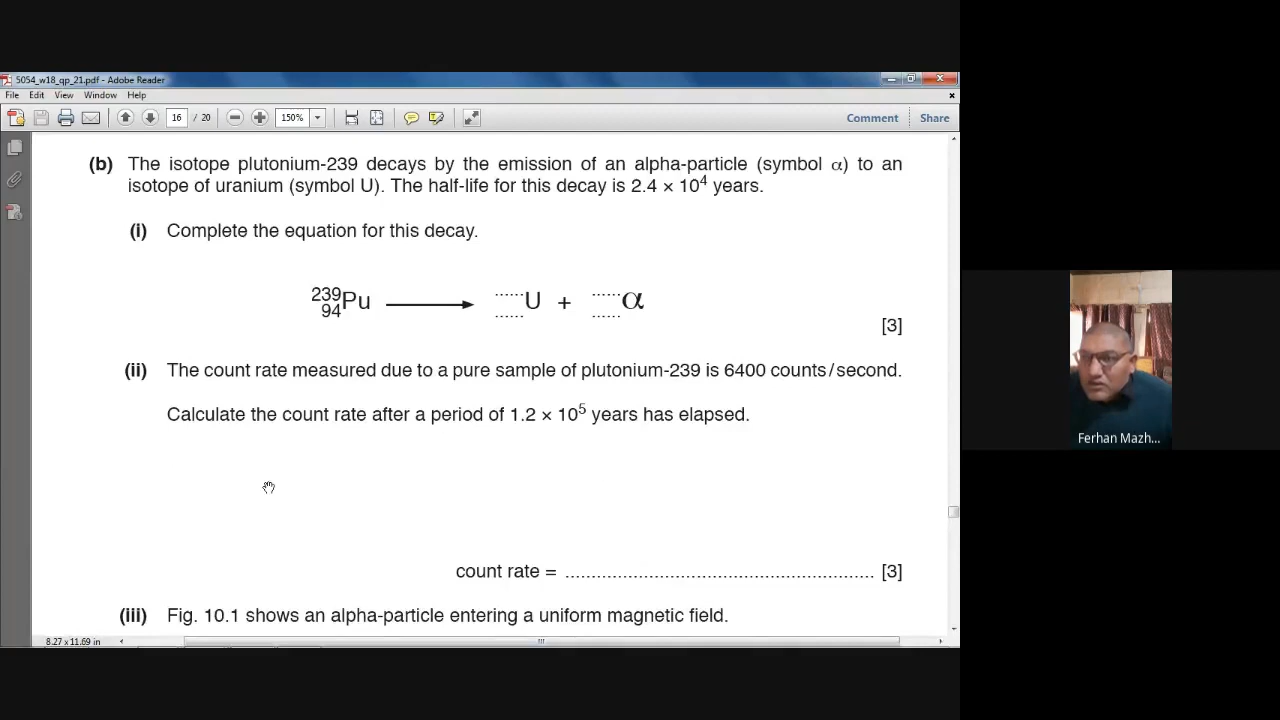 5054_w18_qp_21.pdf - Adobe Reader
File Edit View Window Help
16 / 20 150% Comment Share
(b) The isotope plutonium-239 decays by the emission of an alpha-particle (symbol α) to an
isotope of uranium (symbol U). The half-life for this decay is 2.4 × 10⁴ years.
(i) Complete the equation for this decay.
²³⁹₉₄Pu ⟶ ......U + ......α
...... ......
[3]
(ii) The count rate measured due to a pure sample of plutonium-239 is 6400 counts/second.
Calculate the count rate after a period of 1.2 × 10⁵ years has elapsed.
count rate = ........................................................... [3]
(iii) Fig. 10.1 shows an alpha-particle entering a uniform magnetic field.
8.27 x 11.69 in
Ferhan Mazh...